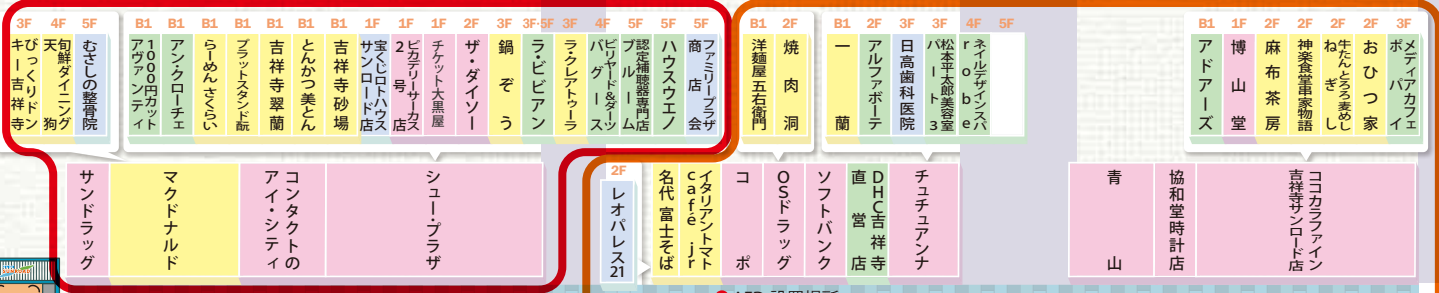 3F
びっくりドン
キー吉祥寺
4F
旬鮮ダイニング
天狗
5F
むさしの整骨院
B1
1000円カット
アヴァンティ
B1
アン・クローチェ
B1
らーめんさくらい
B1
ブラットスタンド酛
B1
吉祥寺翠蘭
B1
とんかつ美とん
B1
吉祥寺砂場
1F
宝くじロトハウス
サンロード店
1F
ピカデリーサーカス
2号店
1F
チケット大黒屋
2F
ザ・ダイソー
3F
鍋ぞう
3F・5F
ラ・ビビアン
3F
ラクレアトゥーラ
4F
ビリヤード&ダーツ
バグース
5F
認定補聴器専門店
ブルーム
5F
ハウスウエノ
5F
ファミリープラザ
商店会
B1
洋麺屋五右衛門
2F
焼肉洞
B1
一蘭
2F
アルファボーテ
3F
日高歯科医院
3F
松本平太郎美容室
パート3
4F
ネイルデザインスパ
robe
5F
B1
アドアーズ
1F
博山堂
2F
麻布茶房
2F
神楽食堂串家物語
2F
牛たんとろろ麦めし
ねぎし
2F
おひつ家
3F
メディアカフェ
ポパイ
サンドラッグ
マクドナルド
コンタクトの
アイ・シティ
シュー・プラザ
2F
レオパレス21
名代 富士そば
イタリアントマト
café jr
コポ
OSドラッグ
ソフトバンク
DHC吉祥寺
直営店
チュチュアンナ
青山
協和堂時計店
ココカラファイン
吉祥寺サンロード店